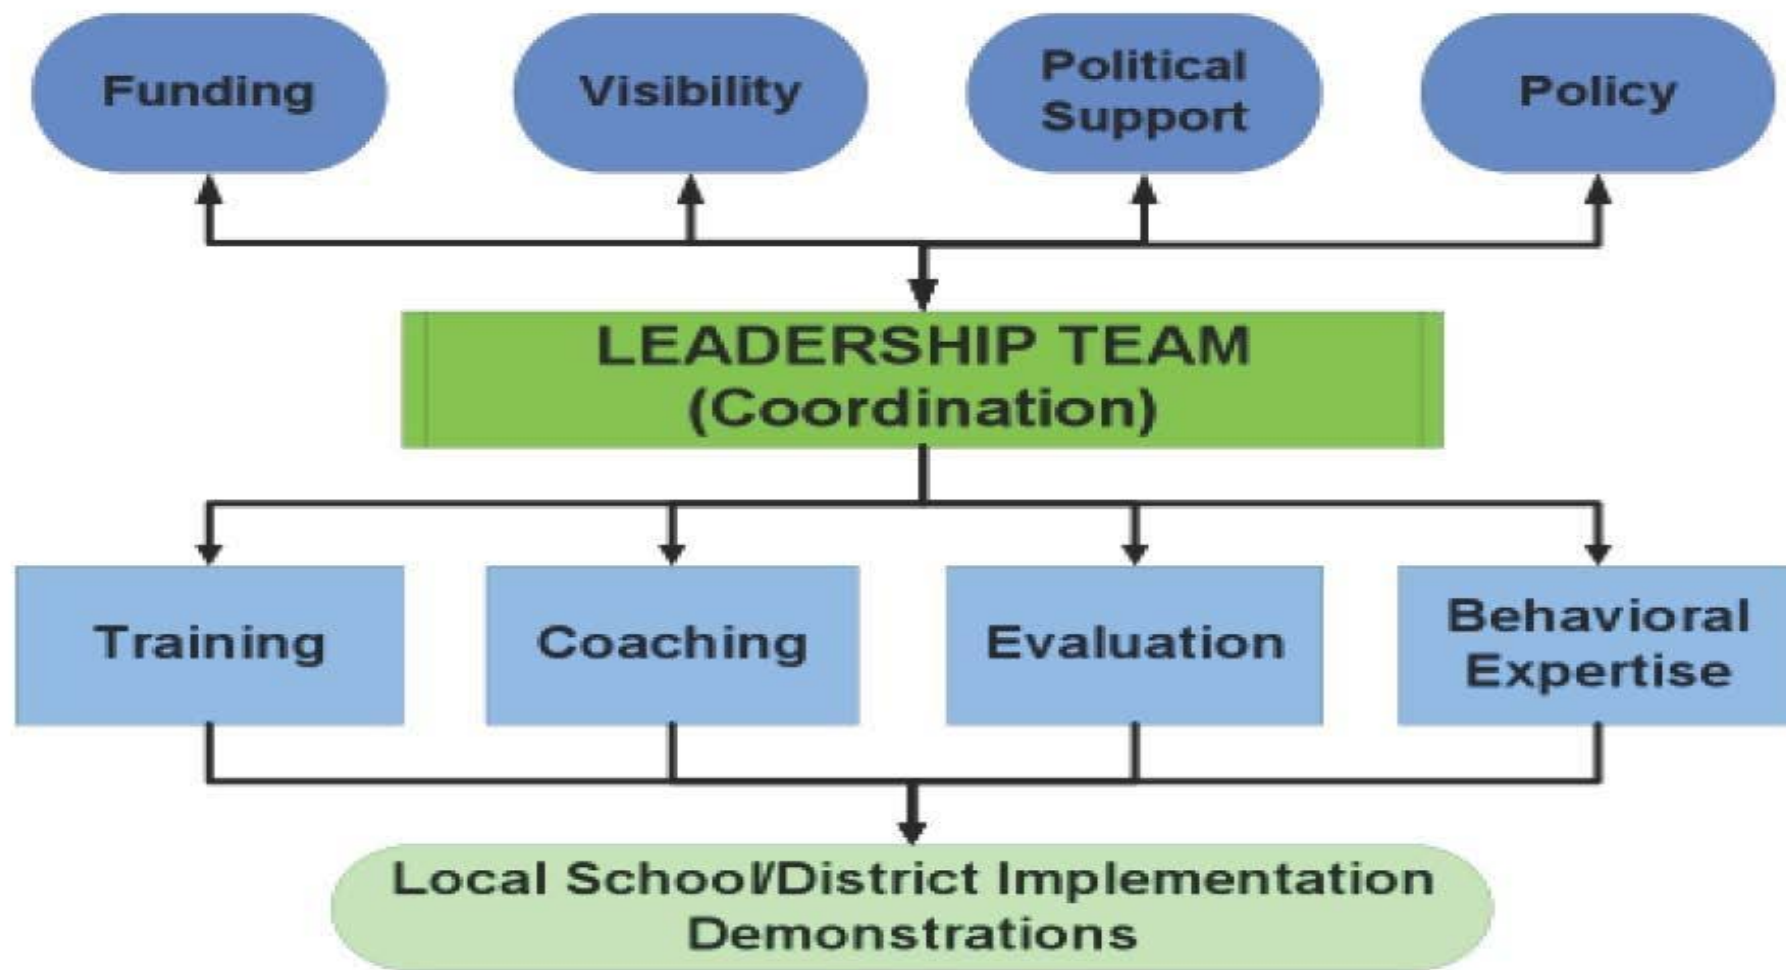 Funding
Visibility
Political
Support
Policy
LEADERSHIP TEAM
(Coordination)
Training
Coaching
Evaluation
Behavioral
Expertise
Local School/District Implementation
Demonstrations